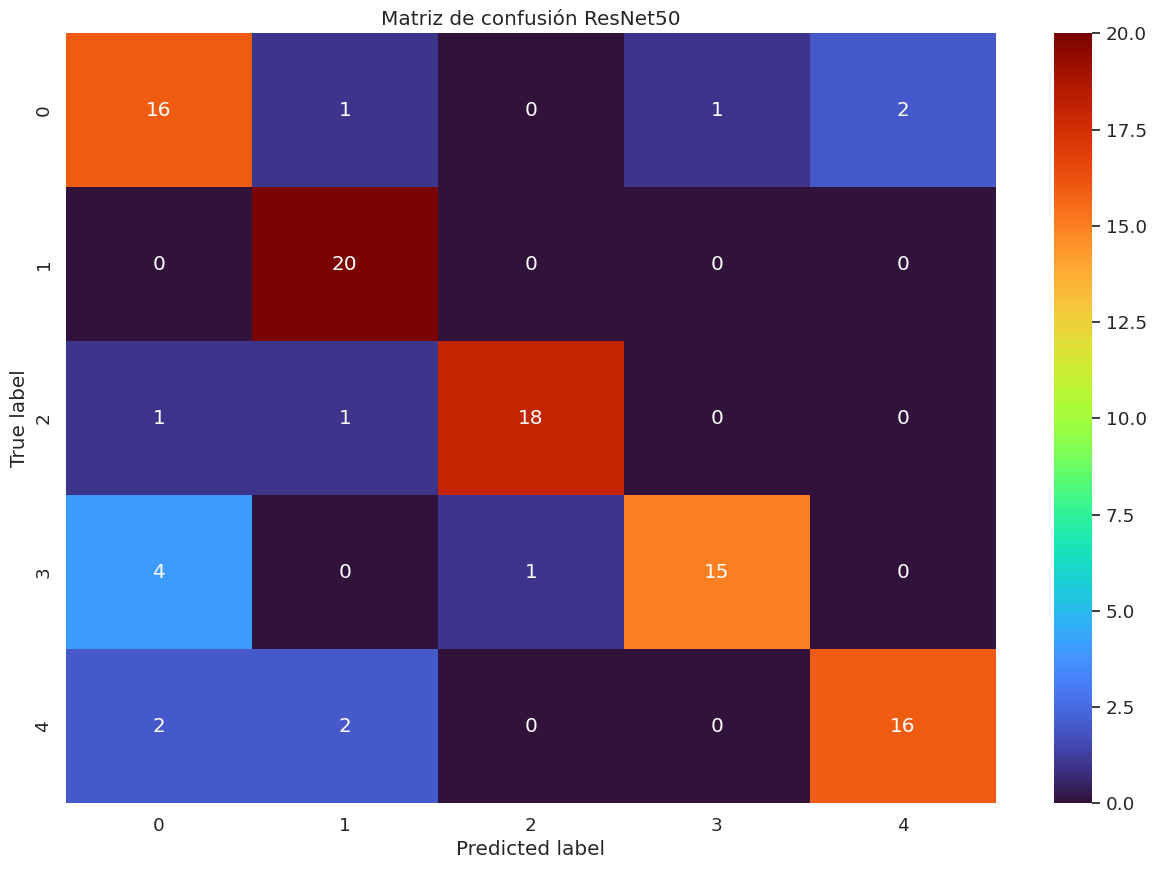 Matriz de confusión ResNet50
True label
0 16 1 0 1 2
1 0 20 0 0 0
2 1 1 18 0 0
3 4 0 1 15 0
4 2 2 0 0 16
0 1 2 3 4
Predicted label
20.0
17.5
15.0
12.5
10.0
7.5
5.0
2.5
0.0